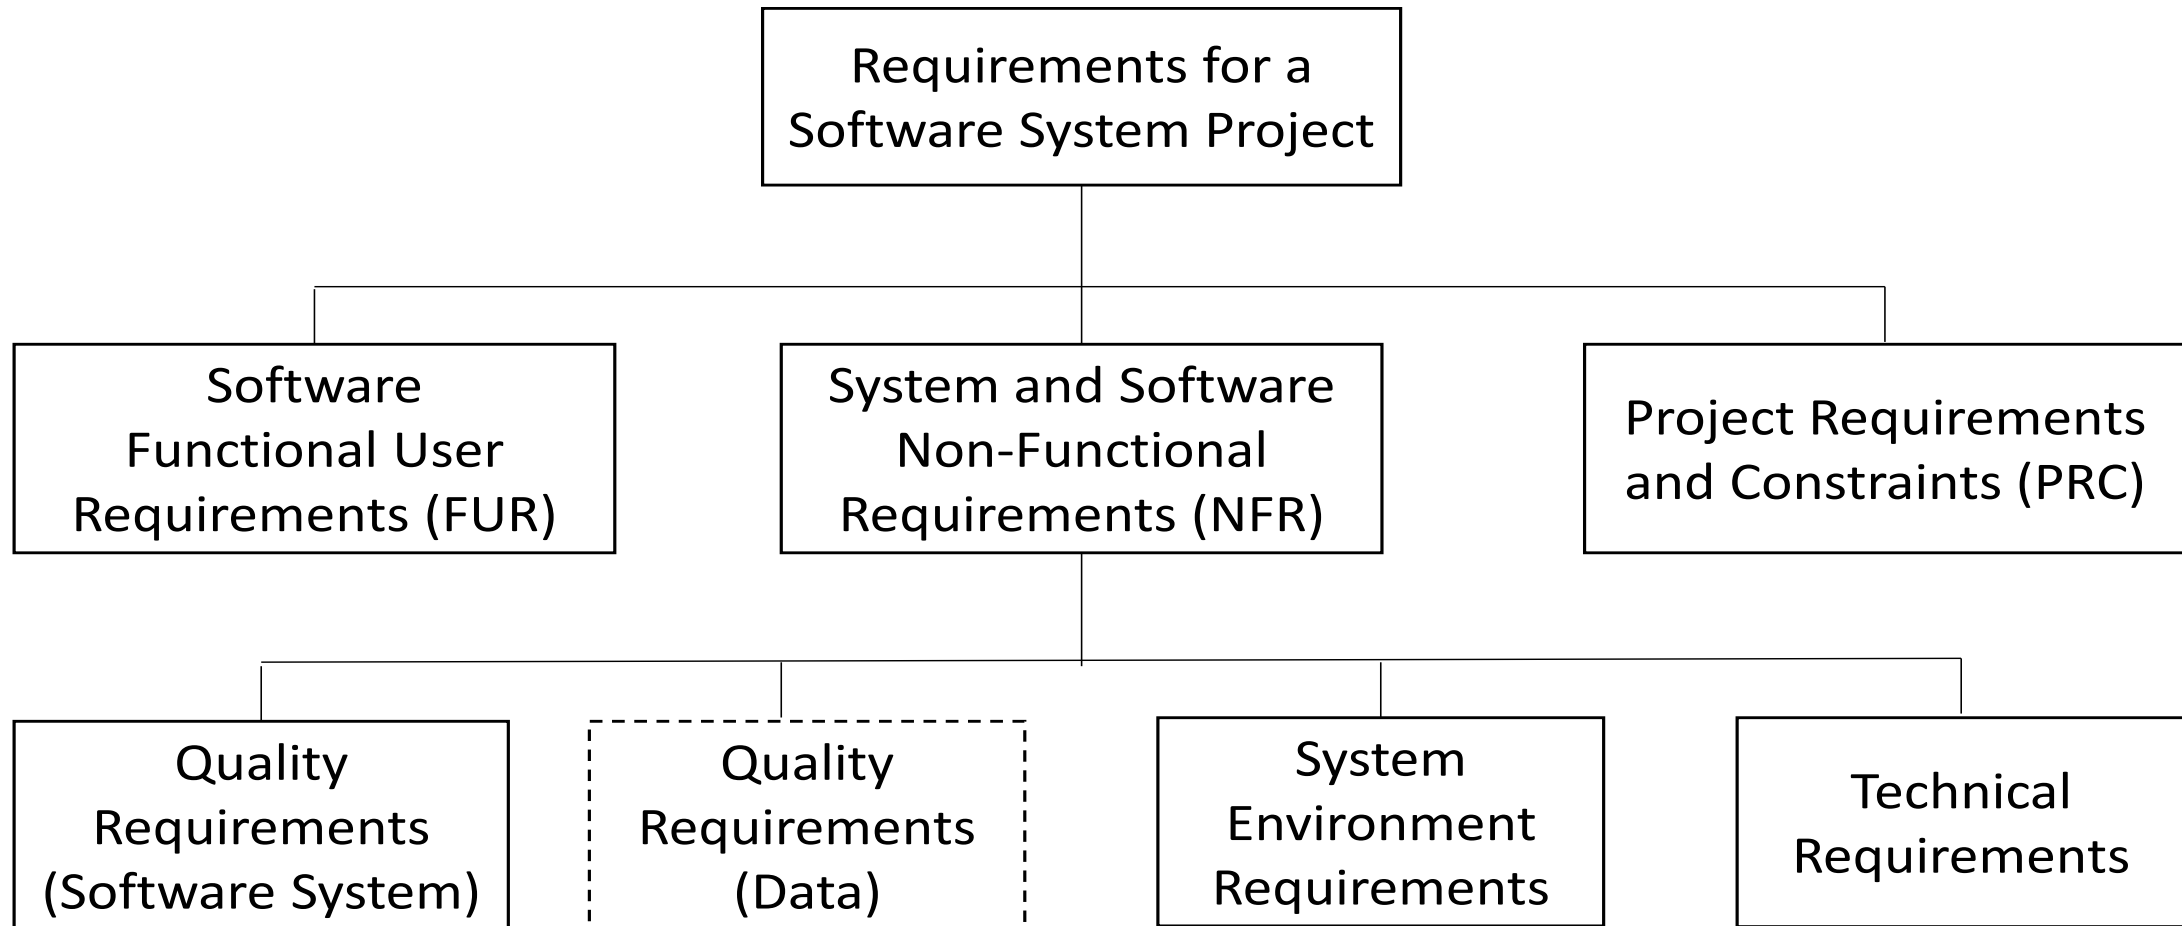 Requirements for a
Software System Project
Software
Functional User
Requirements (FUR)
System and Software
Non-Functional
Requirements (NFR)
Project Requirements
and Constraints (PRC)
Quality
Requirements
(Software System)
Quality
Requirements
(Data)
System
Environment
Requirements
Technical
Requirements